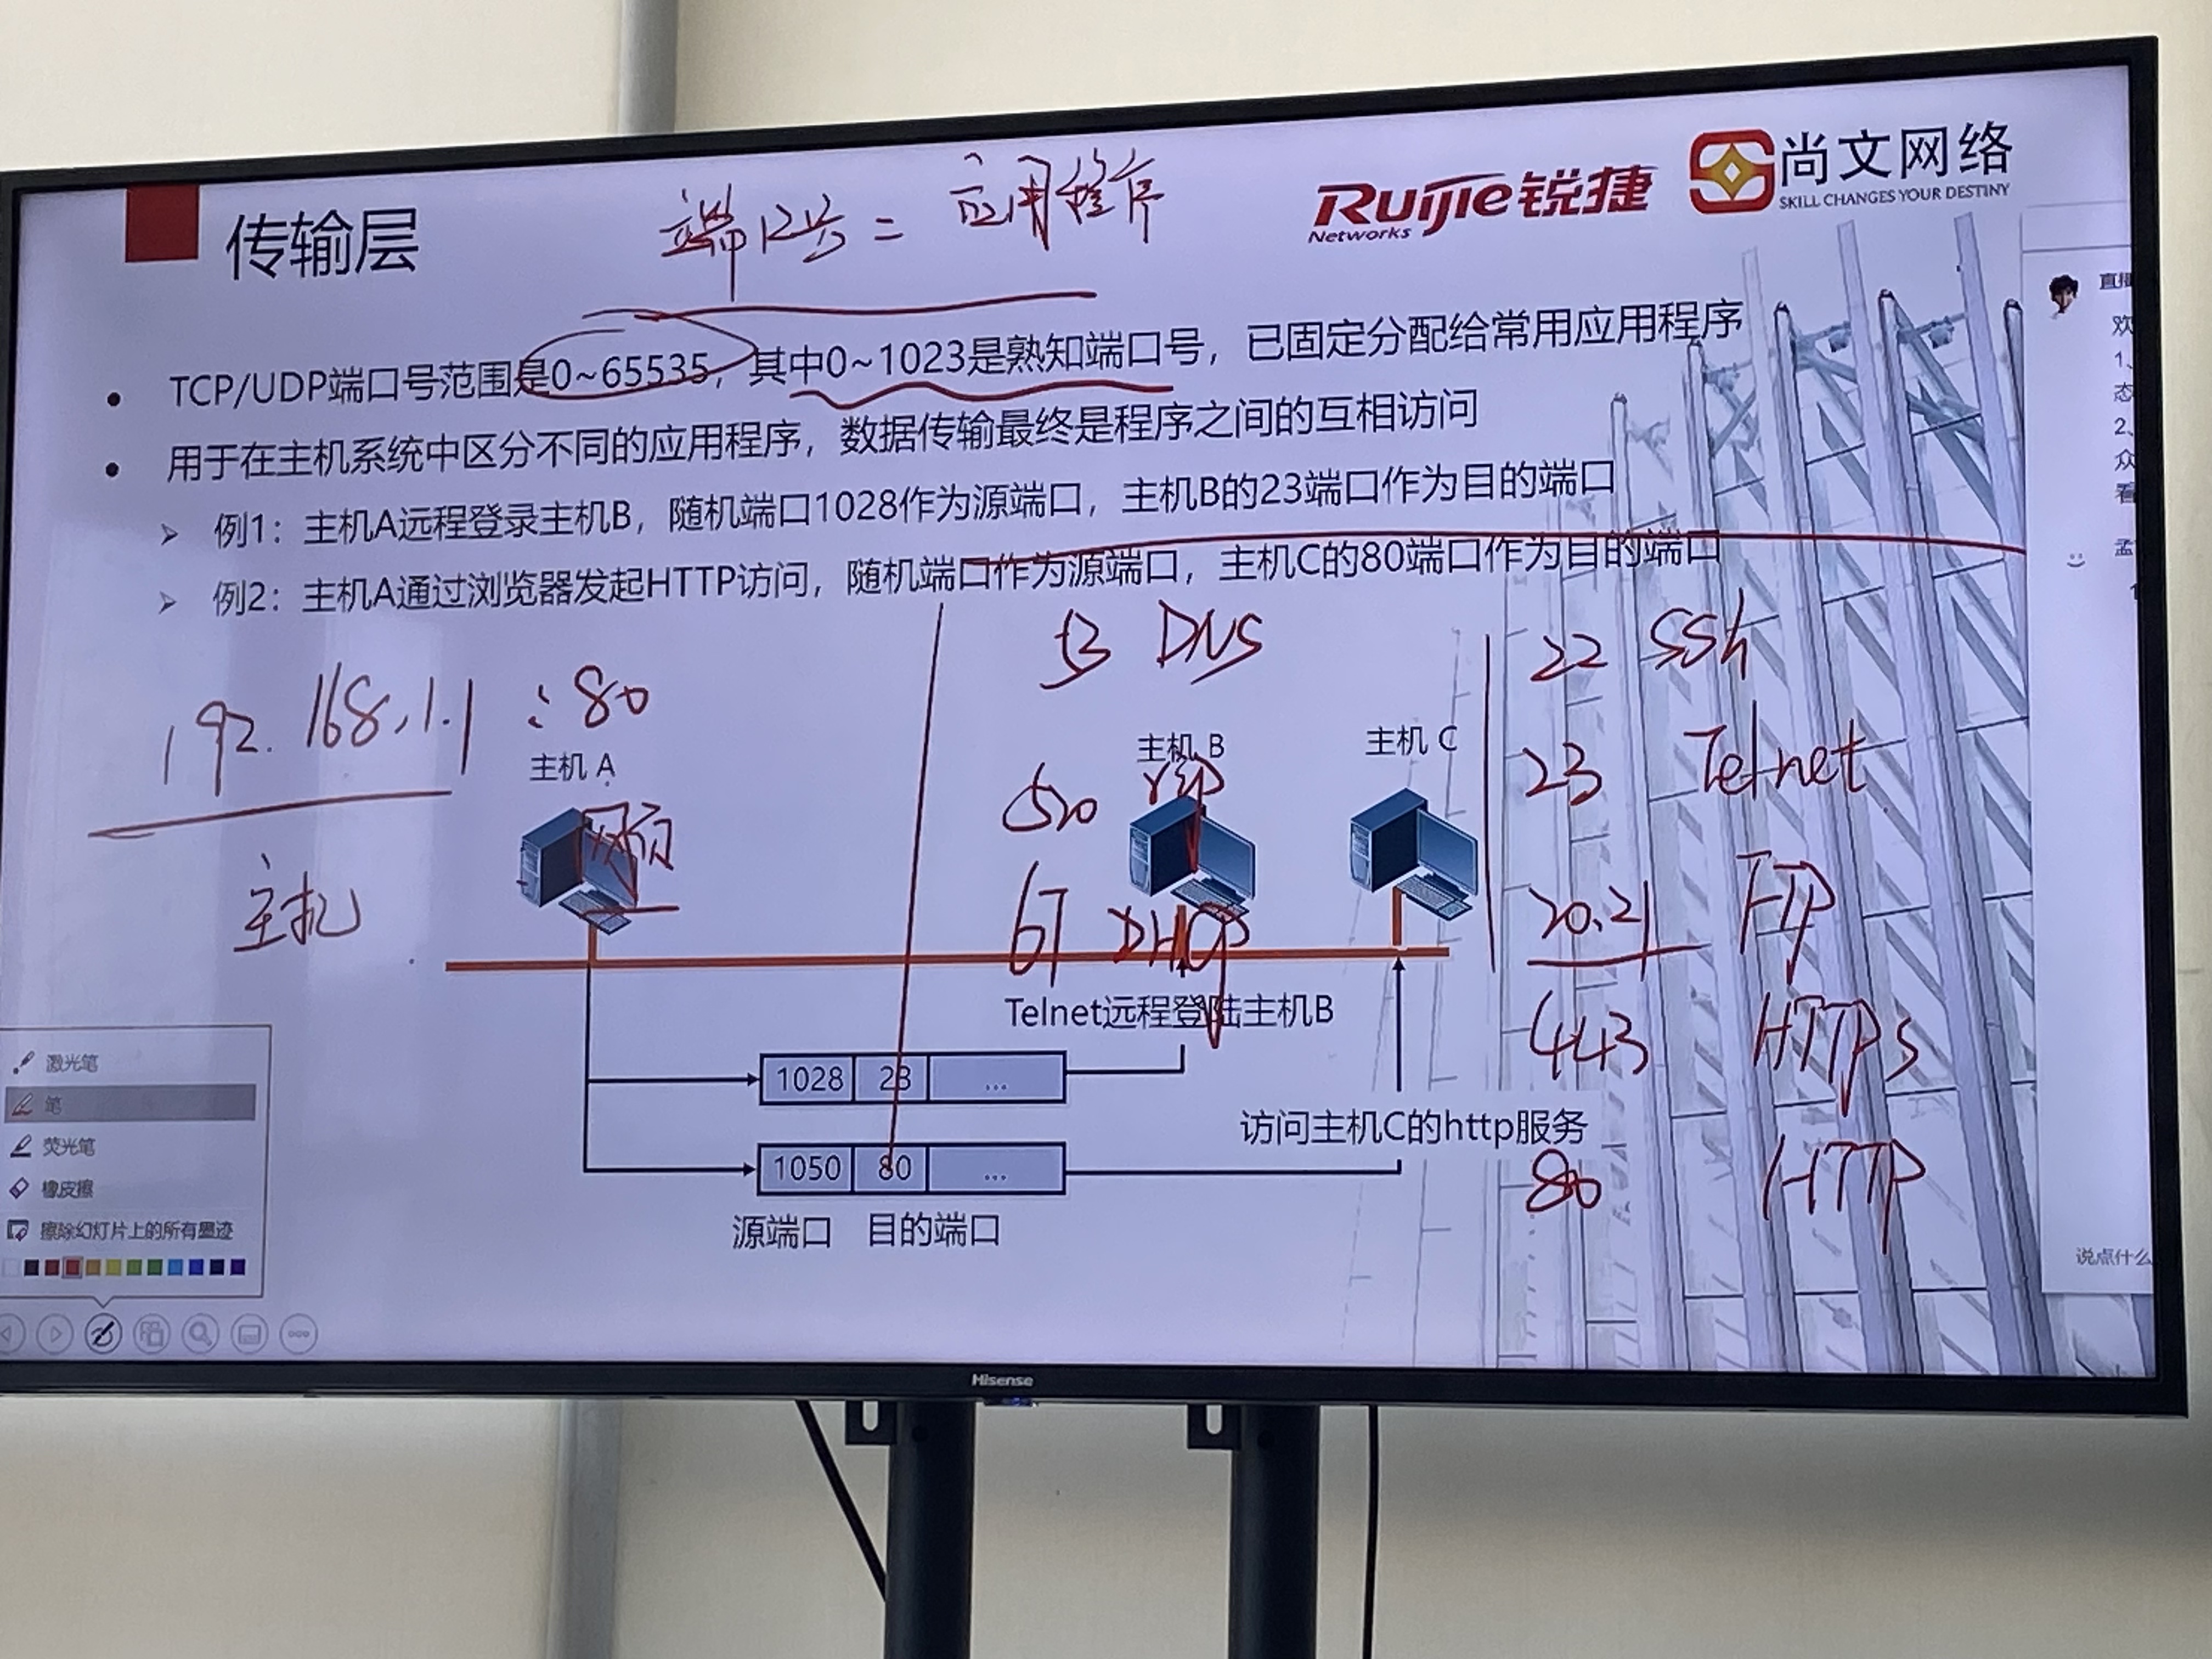 传输层
端口号 = 应用程序
Ruijie锐捷
Networks
尚文网络
SKILL CHANGES YOUR DESTINY
• TCP/UDP端口号范围是0~65535，其中0~1023是熟知端口号，已固定分配给常用应用程序
• 用于在主机系统中区分不同的应用程序，数据传输最终是程序之间的互相访问
➢ 例1：主机A远程登录主机B，随机端口1028作为源端口，主机B的23端口作为目的端口
➢ 例2：主机A通过浏览器发起HTTP访问，随机端口作为源端口，主机C的80端口作为目的端口
192.168.1.1 :80
主机
53 DNS
22 SSh
主机 A
主机 B
主机 C
23 Telnet
网页
520 rip
67 DHCP
20.21 FTP
Telnet远程登陆主机B
443 HTTPS
1028 23 ...
访问主机C的http服务
1050 80 ...
80 HTTP
源端口 目的端口
激光笔
笔
荧光笔
橡皮擦
擦除幻灯片上的所有墨迹
直播
欢
1、
态
2、
众
看
孟
说点什么
Hisense